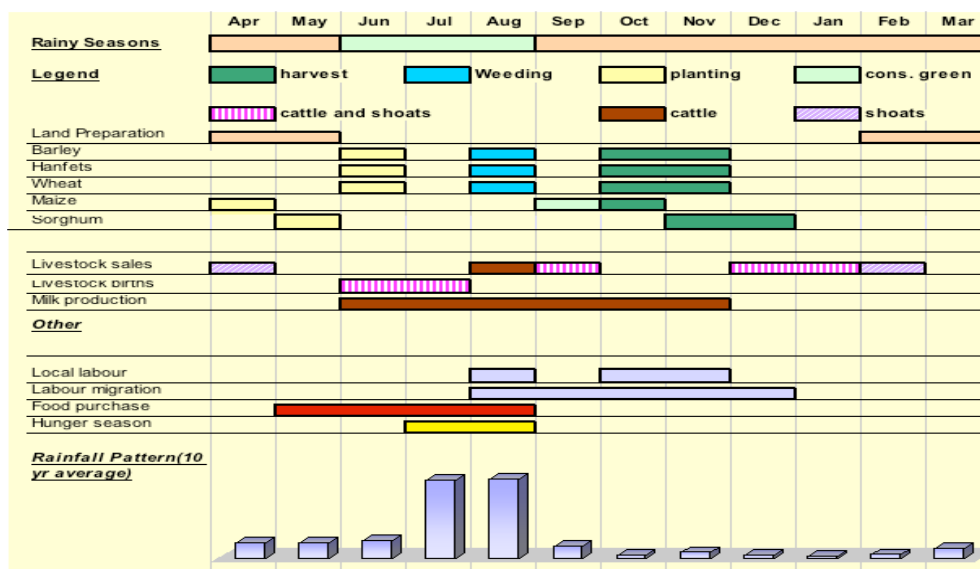 Apr May Jun Jul Aug Sep Oct Nov Dec Jan Feb Mar
Rainy Seasons
Legend harvest Weeding planting cons. green
cattle and shoats cattle shoats
Land Preparation
Barley
Hanfets
Wheat
Maize
Sorghum
Livestock sales
Livestock births
Milk production
Other
Local labour
Labour migration
Food purchase
Hunger season
Rainfall Pattern(10
yr average)